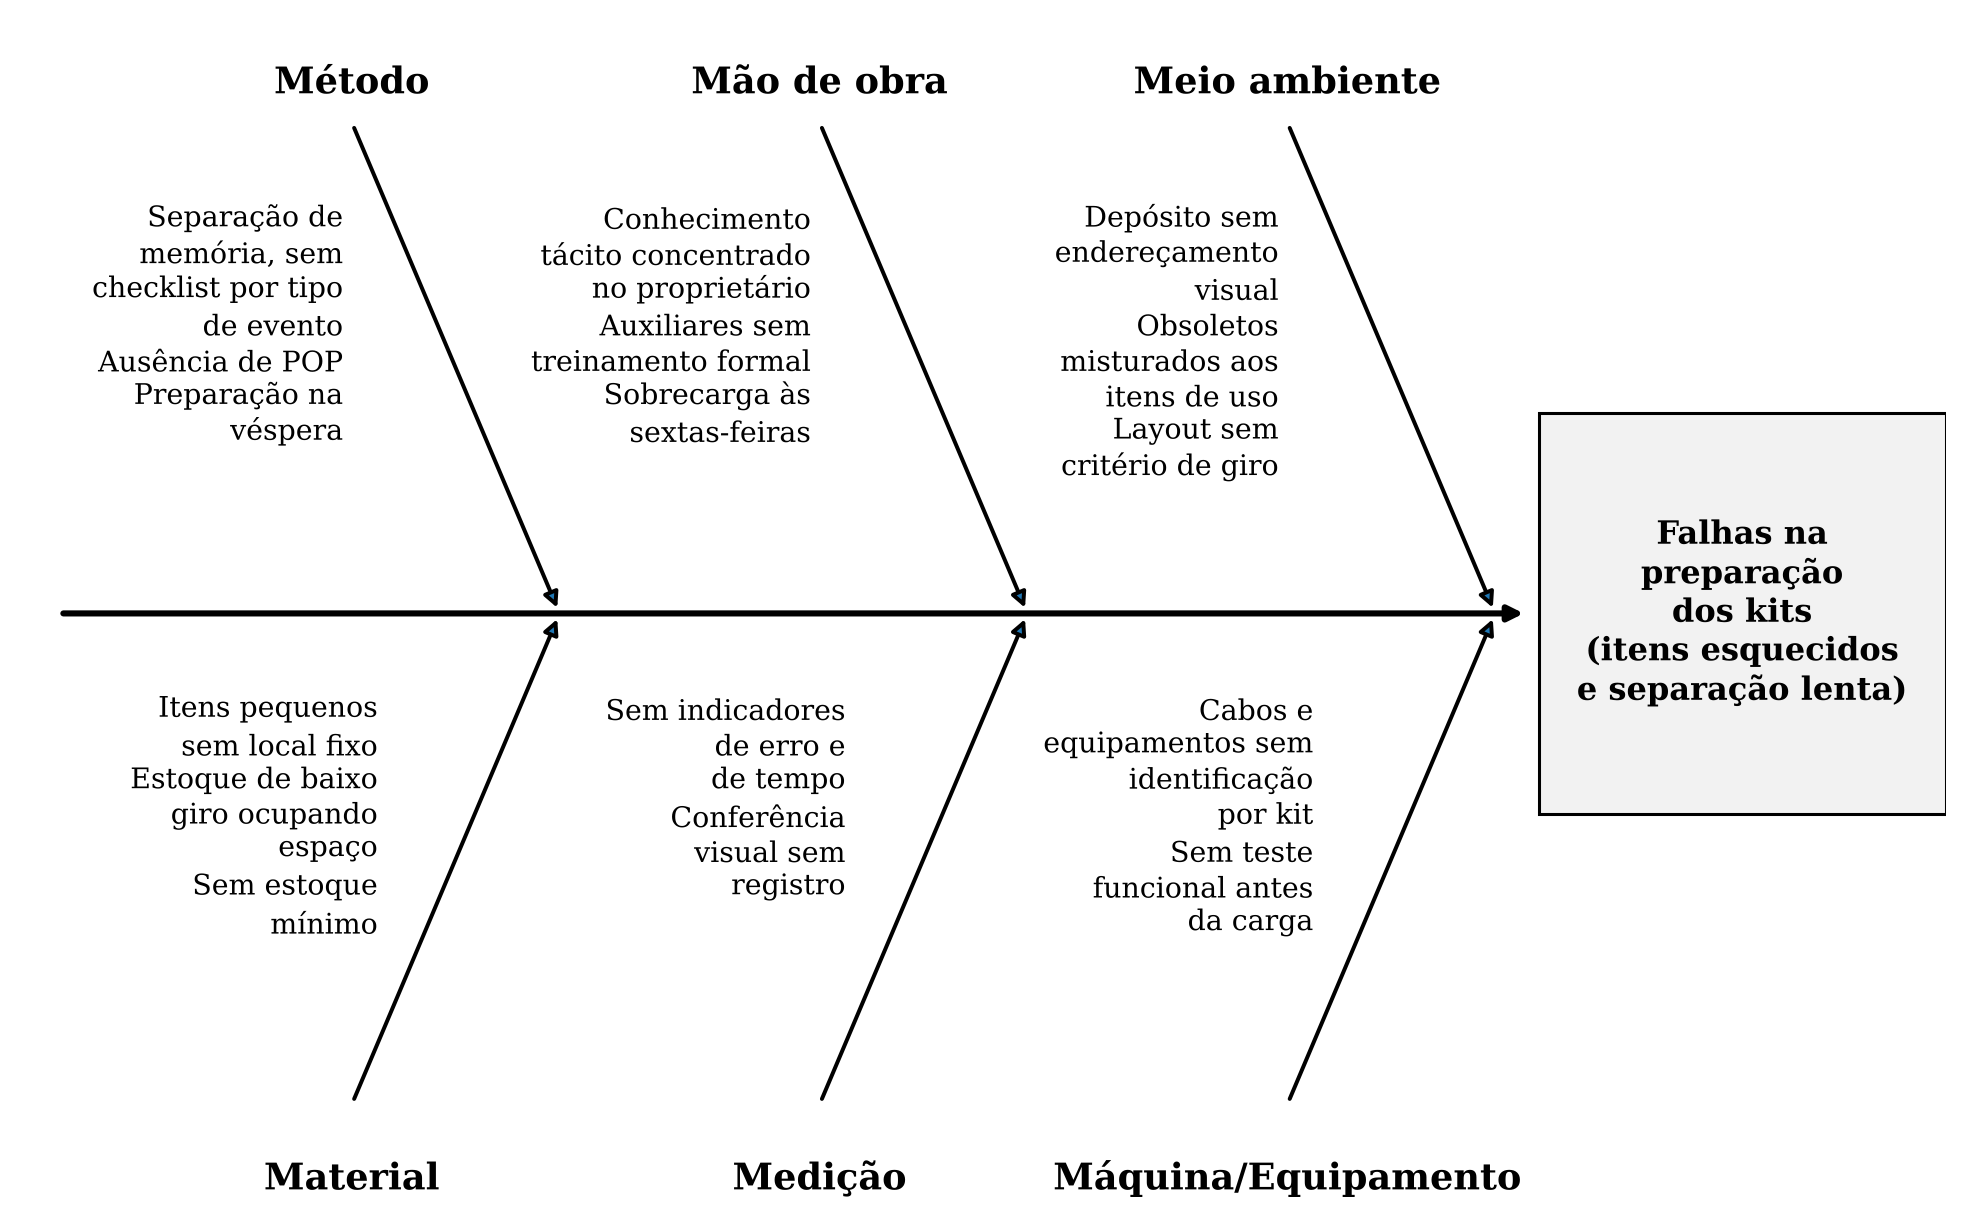 Método
Separação de
memória, sem
checklist por tipo
de evento
Ausência de POP
Preparação na
véspera
Mão de obra
Conhecimento
tácito concentrado
no proprietário
Auxiliares sem
treinamento formal
Sobrecarga às
sextas-feiras
Meio ambiente
Depósito sem
endereçamento
visual
Obsoletos
misturados aos
itens de uso
Layout sem
critério de giro
Falhas na
preparação
dos kits
(itens esquecidos
e separação lenta)
Itens pequenos
sem local fixo
Estoque de baixo
giro ocupando
espaço
Sem estoque
mínimo
Material
Sem indicadores
de erro e
de tempo
Conferência
visual sem
registro
Medição
Cabos e
equipamentos sem
identificação
por kit
Sem teste
funcional antes
da carga
Máquina/Equipamento